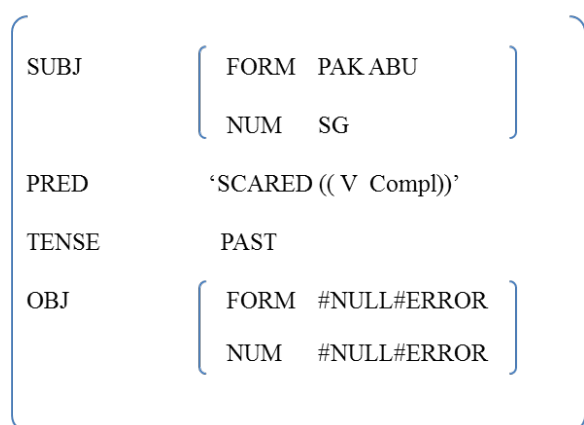 SUBJ FORM PAK ABU
NUM SG
PRED ‘SCARED (( V Compl))’
TENSE PAST
OBJ FORM #NULL#ERROR
NUM #NULL#ERROR